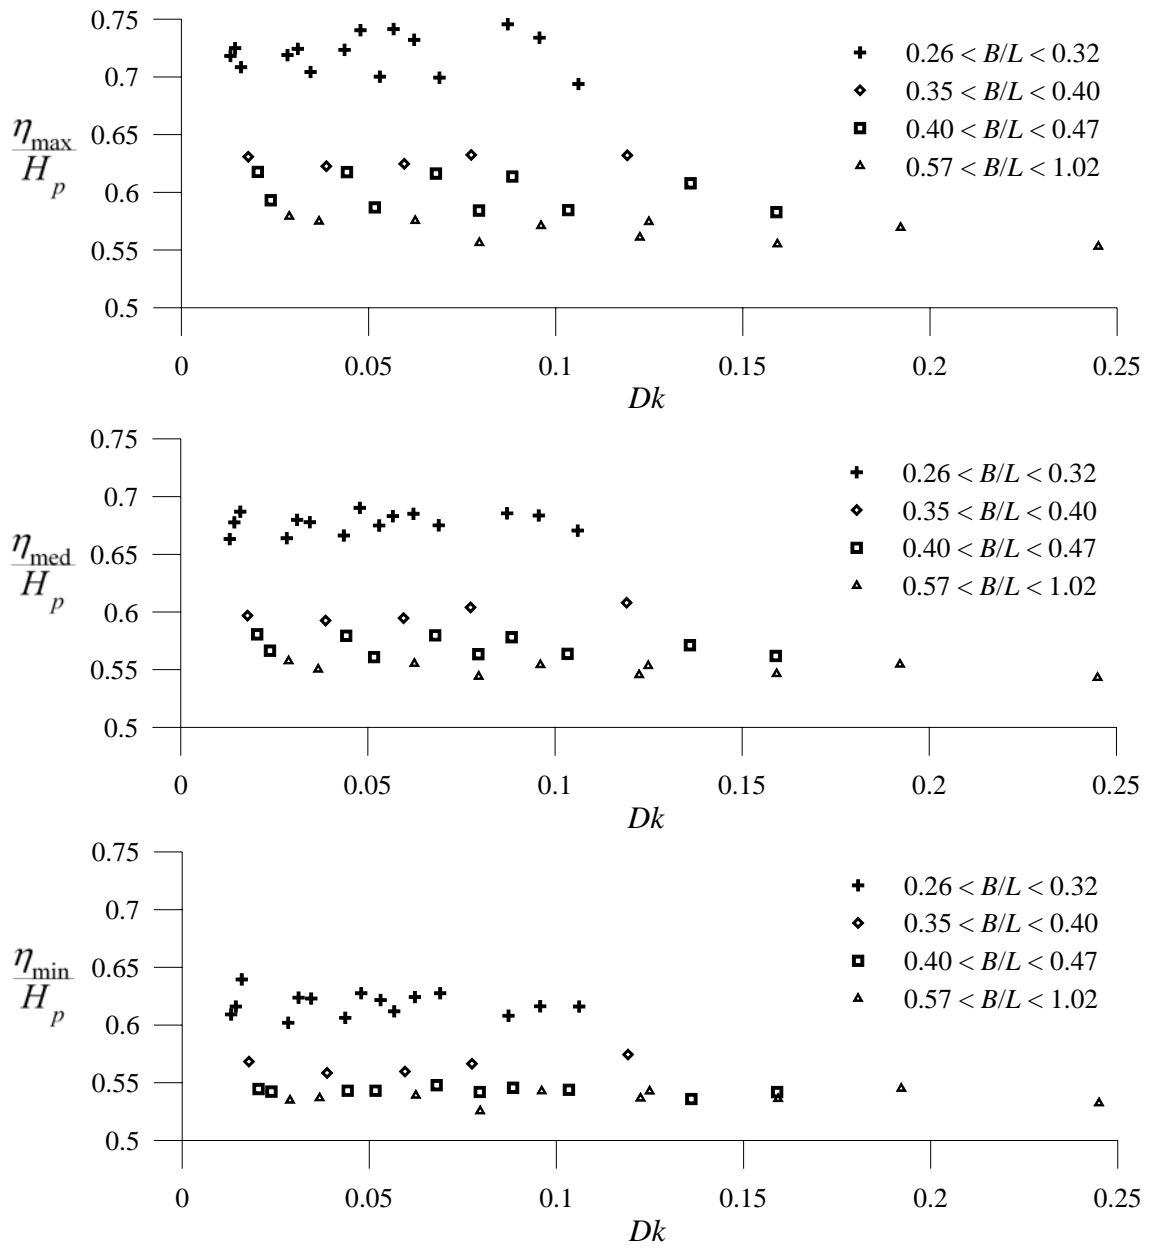 0.75
0.7
0.65
0.6
0.55
0.5
η_max
H_p
0.26 < B/L < 0.32
0.35 < B/L < 0.40
0.40 < B/L < 0.47
0.57 < B/L < 1.02
0 0.05 0.1 0.15 0.2 0.25
Dk
0.75
0.7
0.65
0.6
0.55
0.5
η_med
H_p
0.26 < B/L < 0.32
0.35 < B/L < 0.40
0.40 < B/L < 0.47
0.57 < B/L < 1.02
0 0.05 0.1 0.15 0.2 0.25
Dk
0.75
0.7
0.65
0.6
0.55
0.5
η_min
H_p
0.26 < B/L < 0.32
0.35 < B/L < 0.40
0.40 < B/L < 0.47
0.57 < B/L < 1.02
0 0.05 0.1 0.15 0.2 0.25
Dk